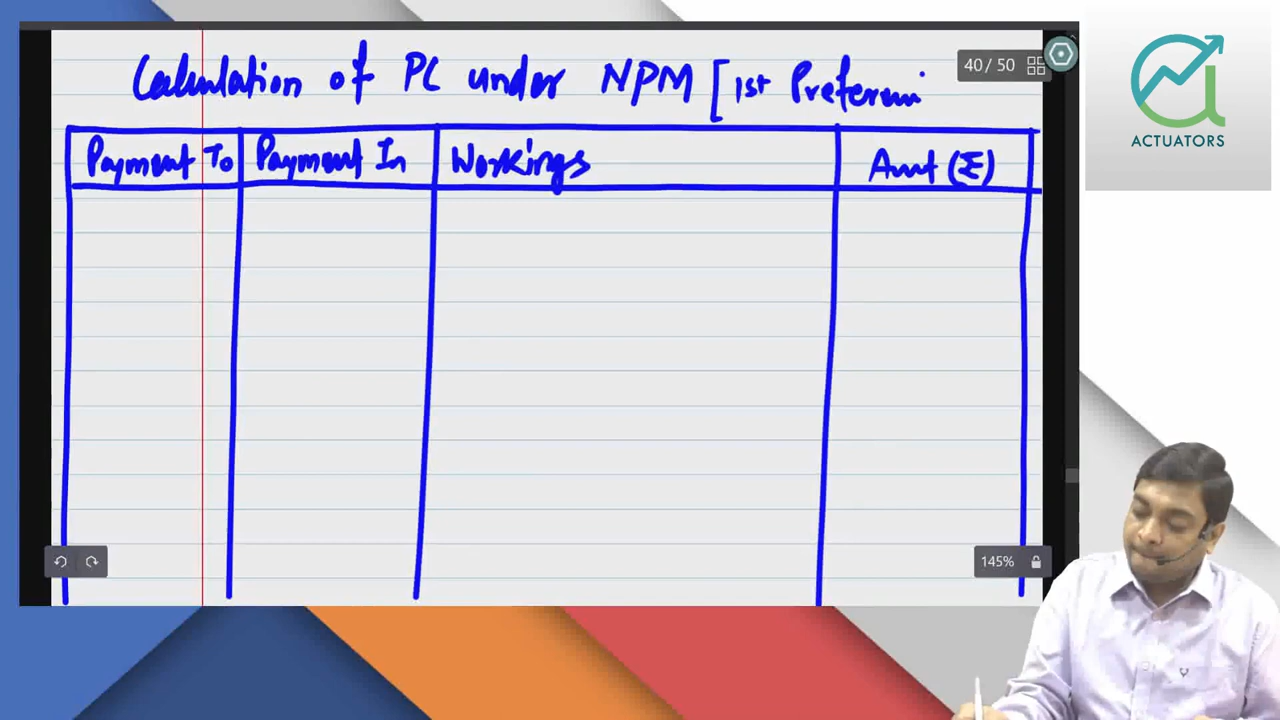 Calculation of PC under NPM [1st Preferen
40 / 50
Payment To Payment In Workings Amt (₹)
145%
ACTUATORS